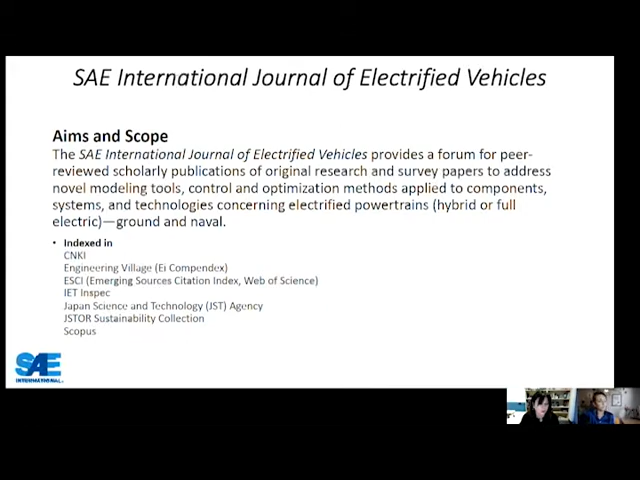 SAE International Journal of Electrified Vehicles
Aims and Scope
The SAE International Journal of Electrified Vehicles provides a forum for peer-
reviewed scholarly publications of original research and survey papers to address
novel modeling tools, control and optimization methods applied to components,
systems, and technologies concerning electrified powertrains (hybrid or full
electric)—ground and naval.
• Indexed in
CNKI
Engineering Village (Ei Compendex)
ESCI (Emerging Sources Citation Index, Web of Science)
IET Inspec
Japan Science and Technology (JST) Agency
JSTOR Sustainability Collection
Scopus
SAE
INTERNATIONAL